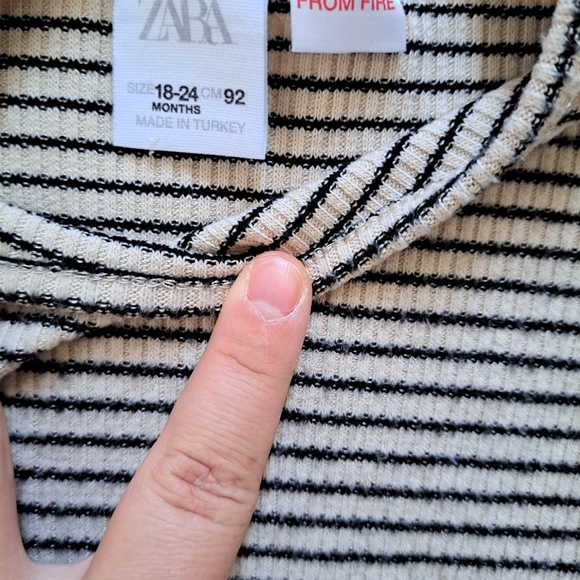 ZARA
FROM FIRE
SIZE 18-24 CM 92
MONTHS
MADE IN TURKEY